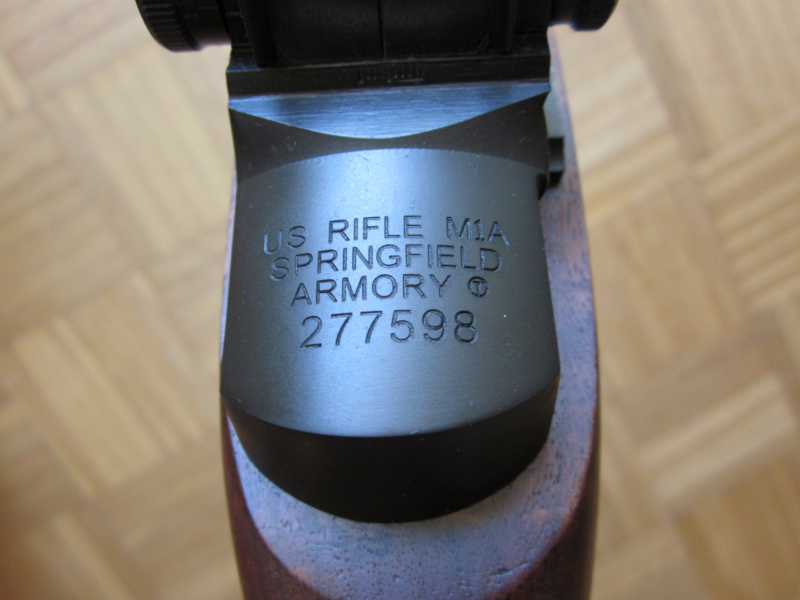 US RIFLE M1A
SPRINGFIELD
ARMORY Ⓣ
277598